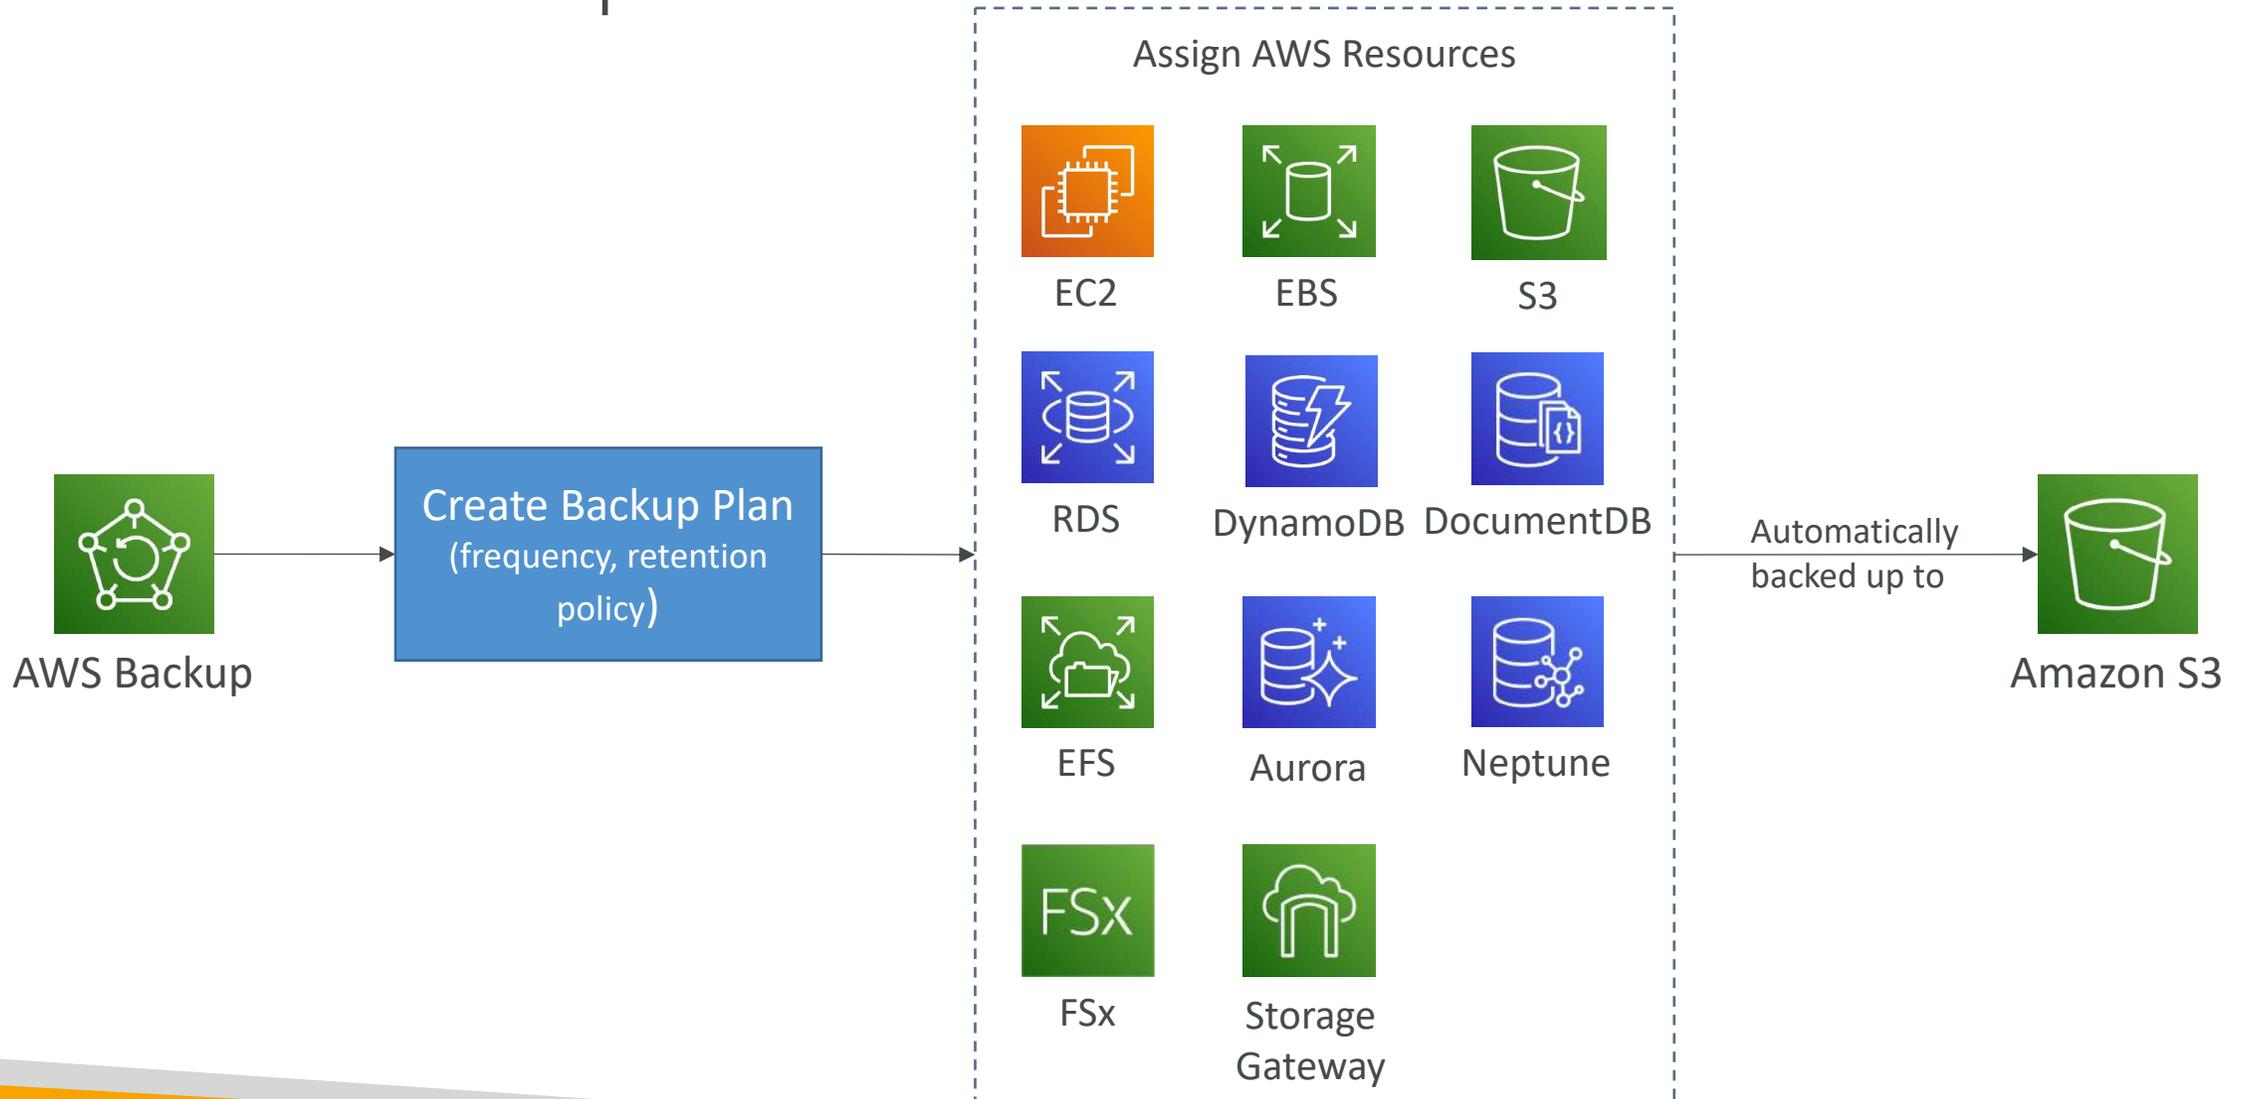 Assign AWS Resources
EC2
EBS
S3
RDS
DynamoDB
DocumentDB
Create Backup Plan
(frequency, retention
policy)
Automatically
backed up to
AWS Backup
Amazon S3
EFS
Aurora
Neptune
FSx
FSx
Storage
Gateway